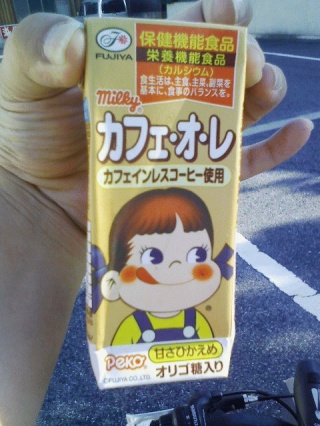 FUJIYA
保健機能食品
栄養機能食品
(カルシウム)
食生活は、主食、主菜、副菜を
基本に、食事のバランスを。
milky
カフェ・オ・レ
カフェインレスコーヒー使用
Peko
甘さひかえめ
オリゴ糖入り
©FUJIYA CO.,LTD.